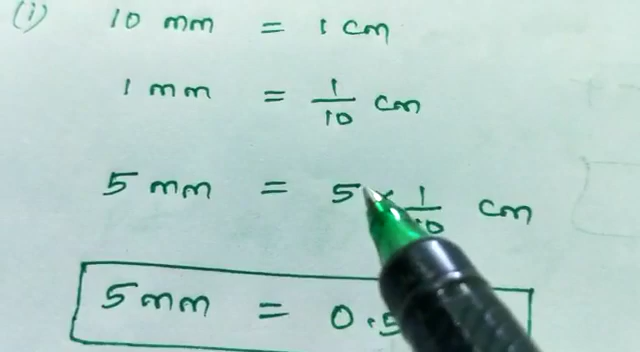 (i) 10 mm = 1 cm
1 mm = 1/10 cm
5 mm = 5 × 1/10 cm
5 mm = 0.5